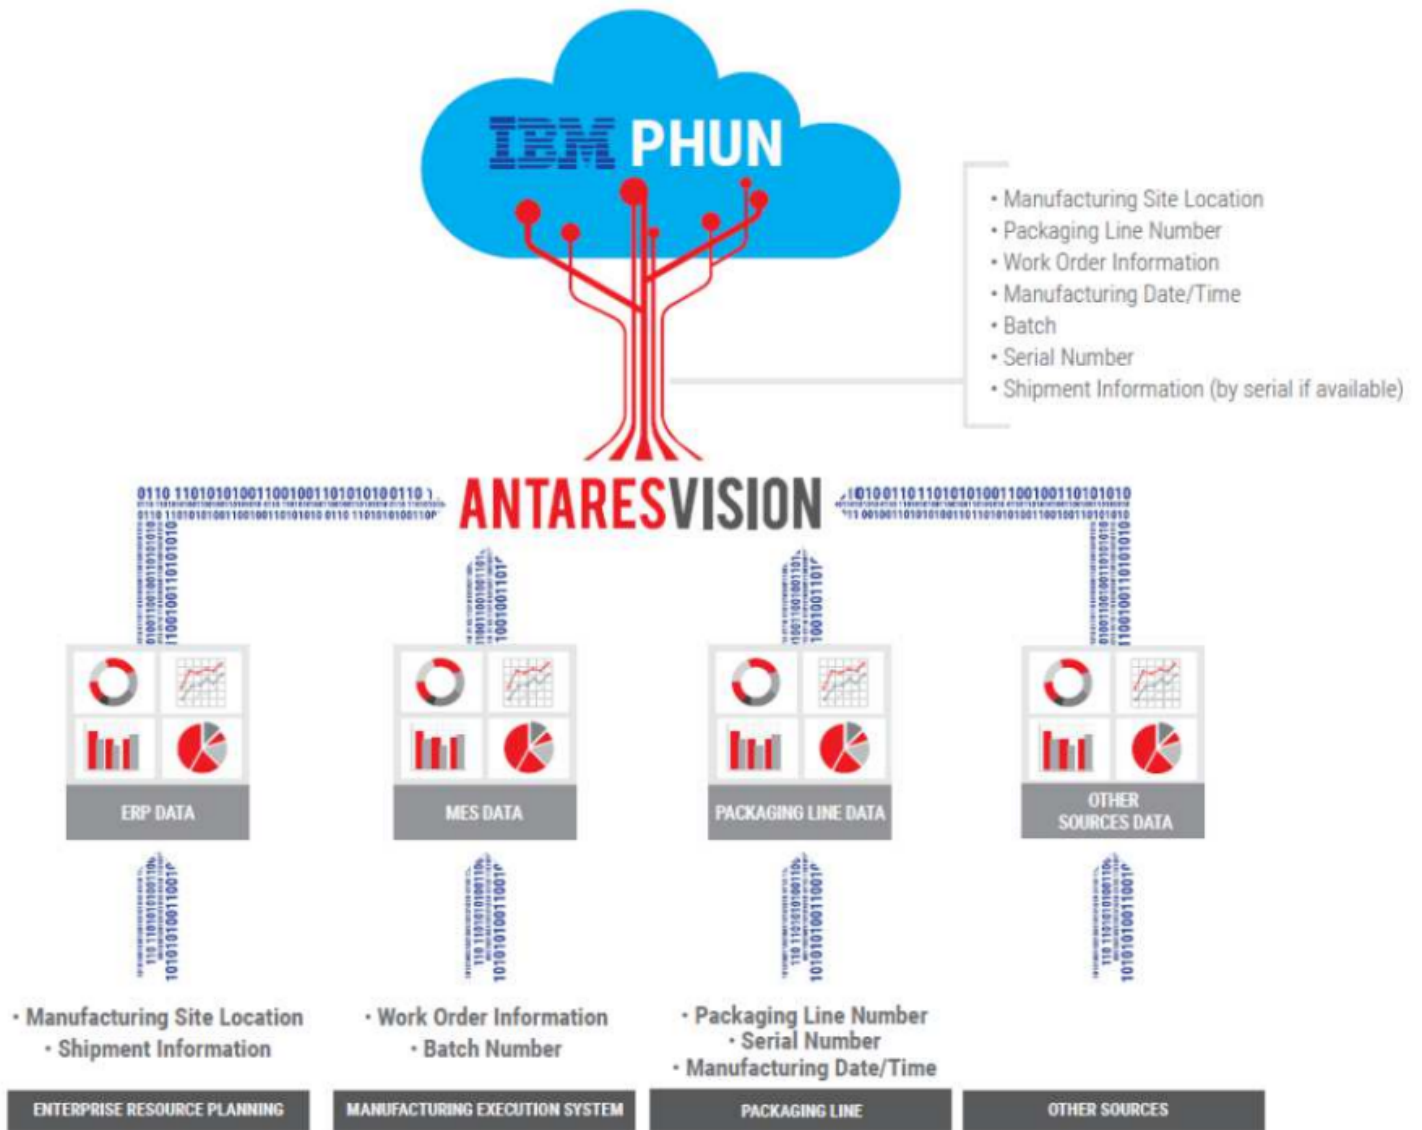 IBM PHUN
• Manufacturing Site Location
• Packaging Line Number
• Work Order Information
• Manufacturing Date/Time
• Batch
• Serial Number
• Shipment Information (by serial if available)
ANTARESVISION
ERP DATA
MES DATA
PACKAGING LINE DATA
OTHER
SOURCES DATA
• Manufacturing Site Location
• Shipment Information
• Work Order Information
• Batch Number
• Packaging Line Number
• Serial Number
• Manufacturing Date/Time
ENTERPRISE RESOURCE PLANNING
MANUFACTURING EXECUTION SYSTEM
PACKAGING LINE
OTHER SOURCES